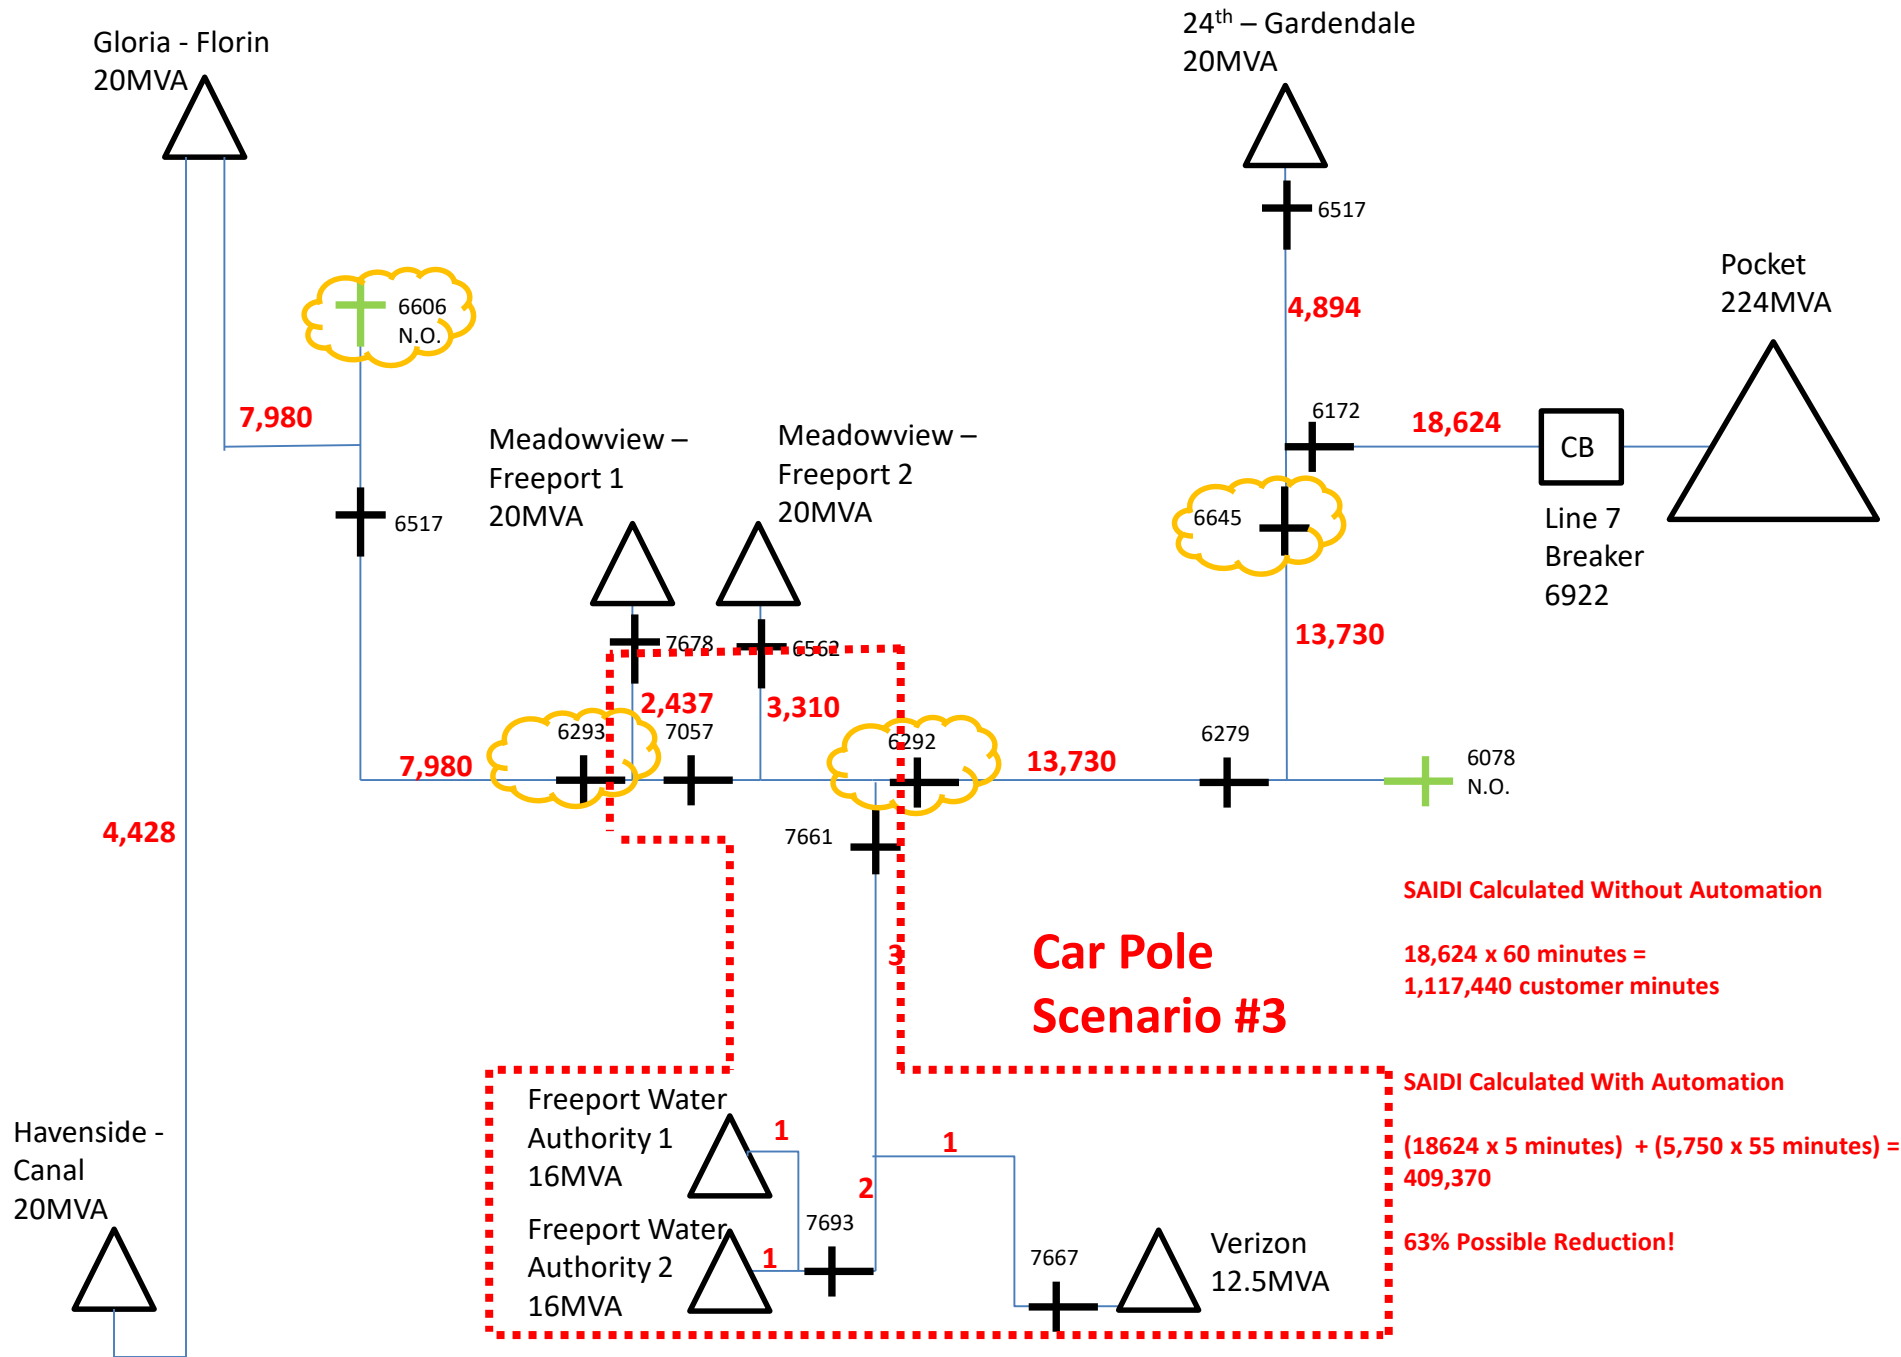 Gloria - Florin
20MVA
24th – Gardendale
20MVA
6517
Pocket
224MVA
6606
N.O.
4,894
7,980
6172
18,624
CB
Line 7
Breaker
6922
Meadowview –
Freeport 1
20MVA
Meadowview –
Freeport 2
20MVA
6517
6645
13,730
7678
6562
2,437
3,310
6293
7057
6292
7,980
13,730
6279
6078
N.O.
4,428
7661
3
Car Pole
Scenario #3
SAIDI Calculated Without Automation
18,624 x 60 minutes =
1,117,440 customer minutes
SAIDI Calculated With Automation
(18624 x 5 minutes) + (5,750 x 55 minutes) =
409,370
63% Possible Reduction!
Freeport Water
Authority 1
16MVA
1
1
2
Havenside -
Canal
20MVA
Freeport Water
Authority 2
16MVA
1
7693
7667
Verizon
12.5MVA